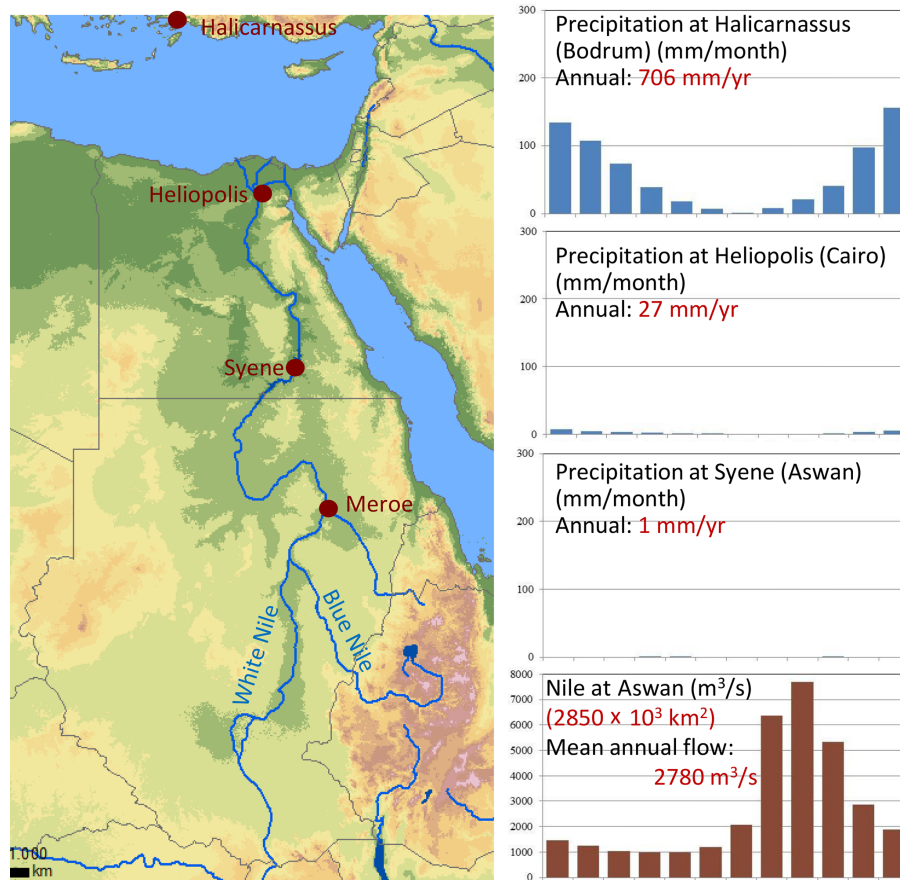 Halicarnassus
Heliopolis
Syene
Meroe
White Nile
Blue Nile
1.000
km
300
Precipitation at Halicarnassus
(Bodrum) (mm/month)
Annual: 706 mm/yr
200
100
0
300
Precipitation at Heliopolis (Cairo)
(mm/month)
Annual: 27 mm/yr
200
100
0
300
Precipitation at Syene (Aswan)
(mm/month)
Annual: 1 mm/yr
200
100
0
8000
Nile at Aswan (m³/s)
(2850 × 10³ km²)
Mean annual flow:
2780 m³/s
7000
6000
5000
4000
3000
2000
1000
0